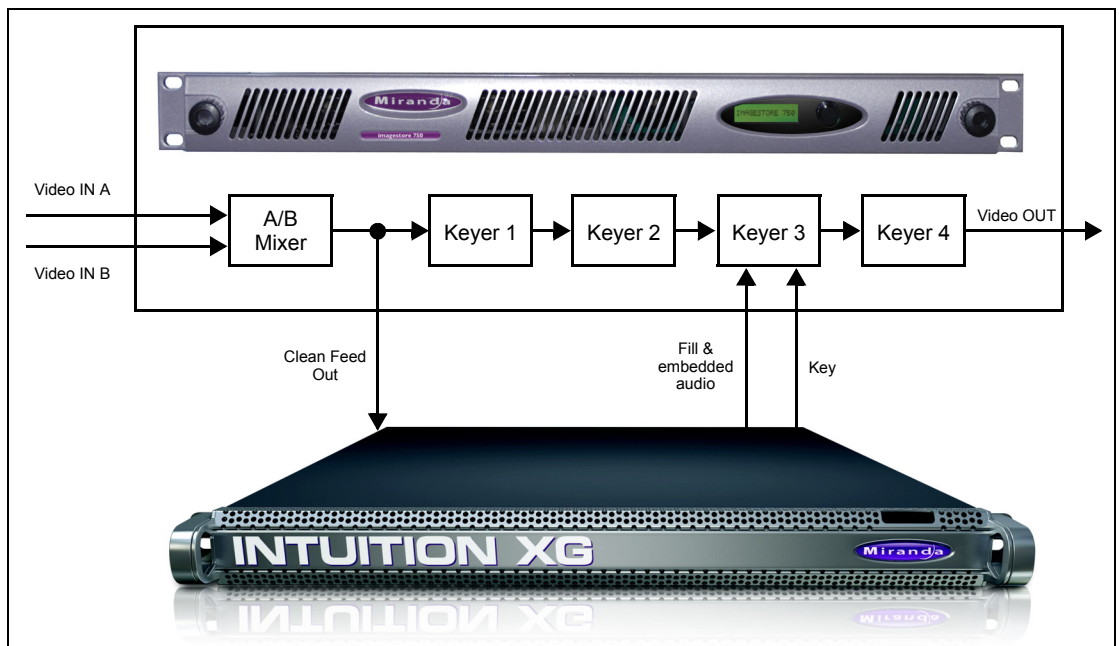 Miranda
imagestore 750
IMAGESTORE 750
Video IN A
Video IN B
A/B
Mixer
Keyer 1
Keyer 2
Keyer 3
Keyer 4
Video OUT
Clean Feed
Out
Fill &
embedded
audio
Key
INTUITION XG
Miranda